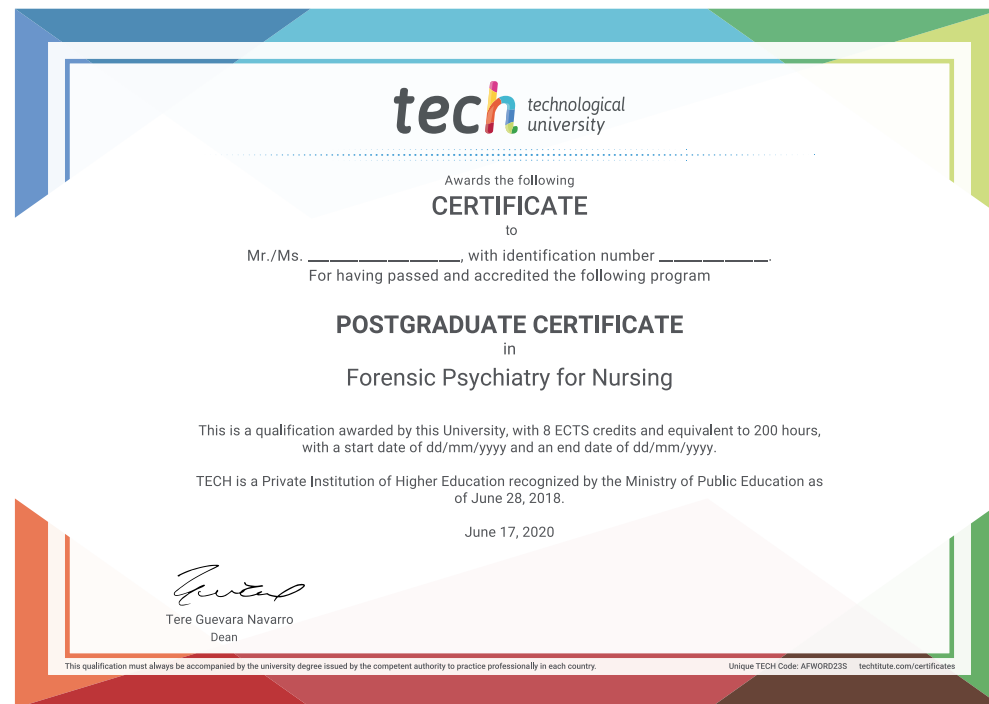 tech technological
university
Awards the following
CERTIFICATE
to
Mr./Ms. _______________, with identification number ___________.
For having passed and accredited the following program
POSTGRADUATE CERTIFICATE
in
Forensic Psychiatry for Nursing
This is a qualification awarded by this University, with 8 ECTS credits and equivalent to 200 hours,
with a start date of dd/mm/yyyy and an end date of dd/mm/yyyy.
TECH is a Private Institution of Higher Education recognized by the Ministry of Public Education as
of June 28, 2018.
June 17, 2020
Tere Guevara Navarro
Dean
This qualification must always be accompanied by the university degree issued by the competent authority to practice professionally in each country.
Unique TECH Code: AFWORD23S techtitute.com/certificates